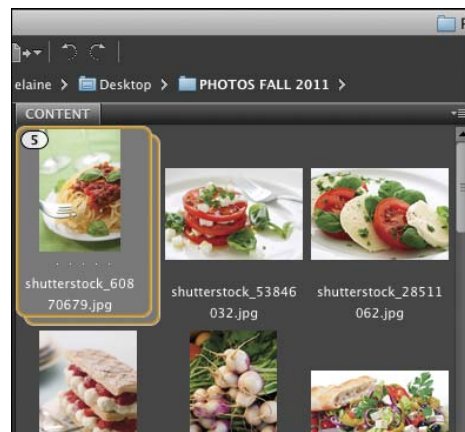 elaine > Desktop > PHOTOS FALL 2011 >
CONTENT
5
shutterstock_608
70679.jpg
shutterstock_53846
032.jpg
shutterstock_28511
062.jpg